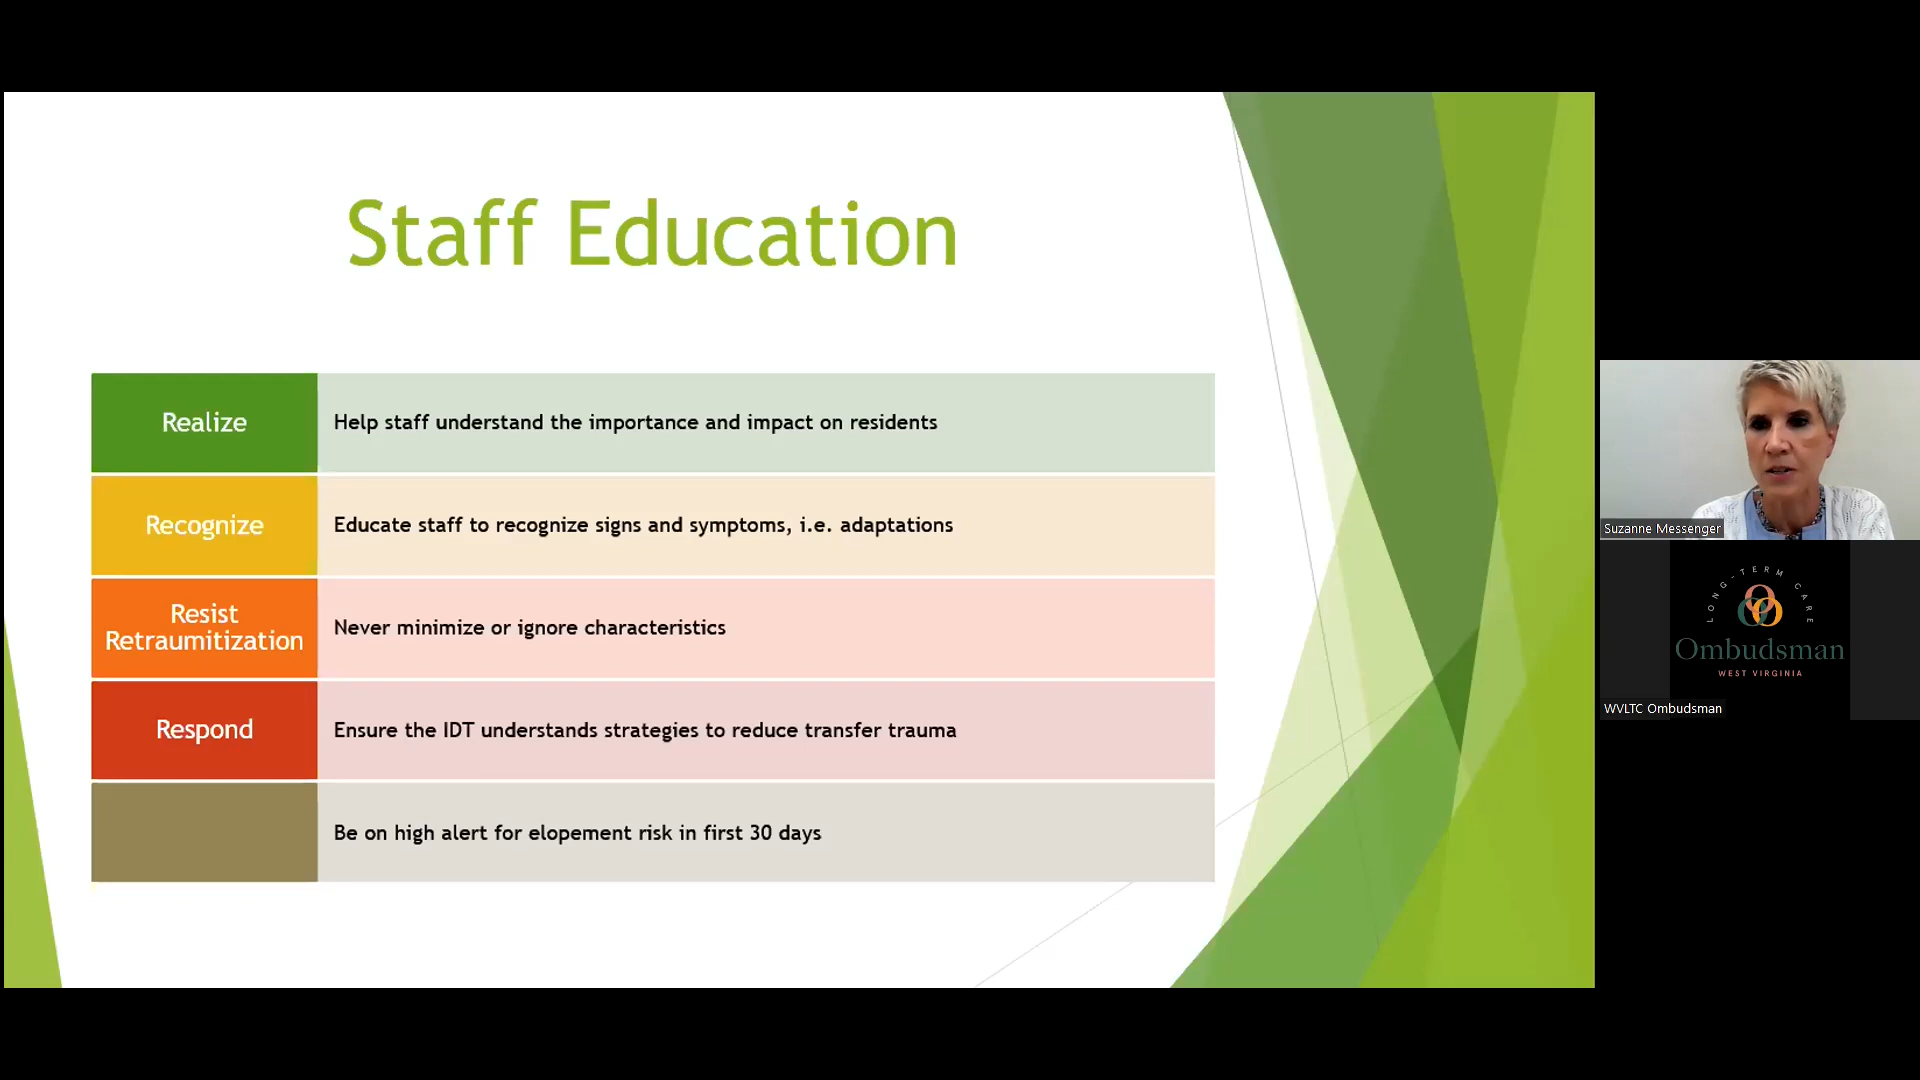 Staff Education
Realize
Help staff understand the importance and impact on residents
Recognize
Educate staff to recognize signs and symptoms, i.e. adaptations
Resist
Retraumitization
Never minimize or ignore characteristics
Respond
Ensure the IDT understands strategies to reduce transfer trauma
Be on high alert for elopement risk in first 30 days
Suzanne Messenger
LONG-TERM CARE
Ombudsman
WEST VIRGINIA
WVLTC Ombudsman